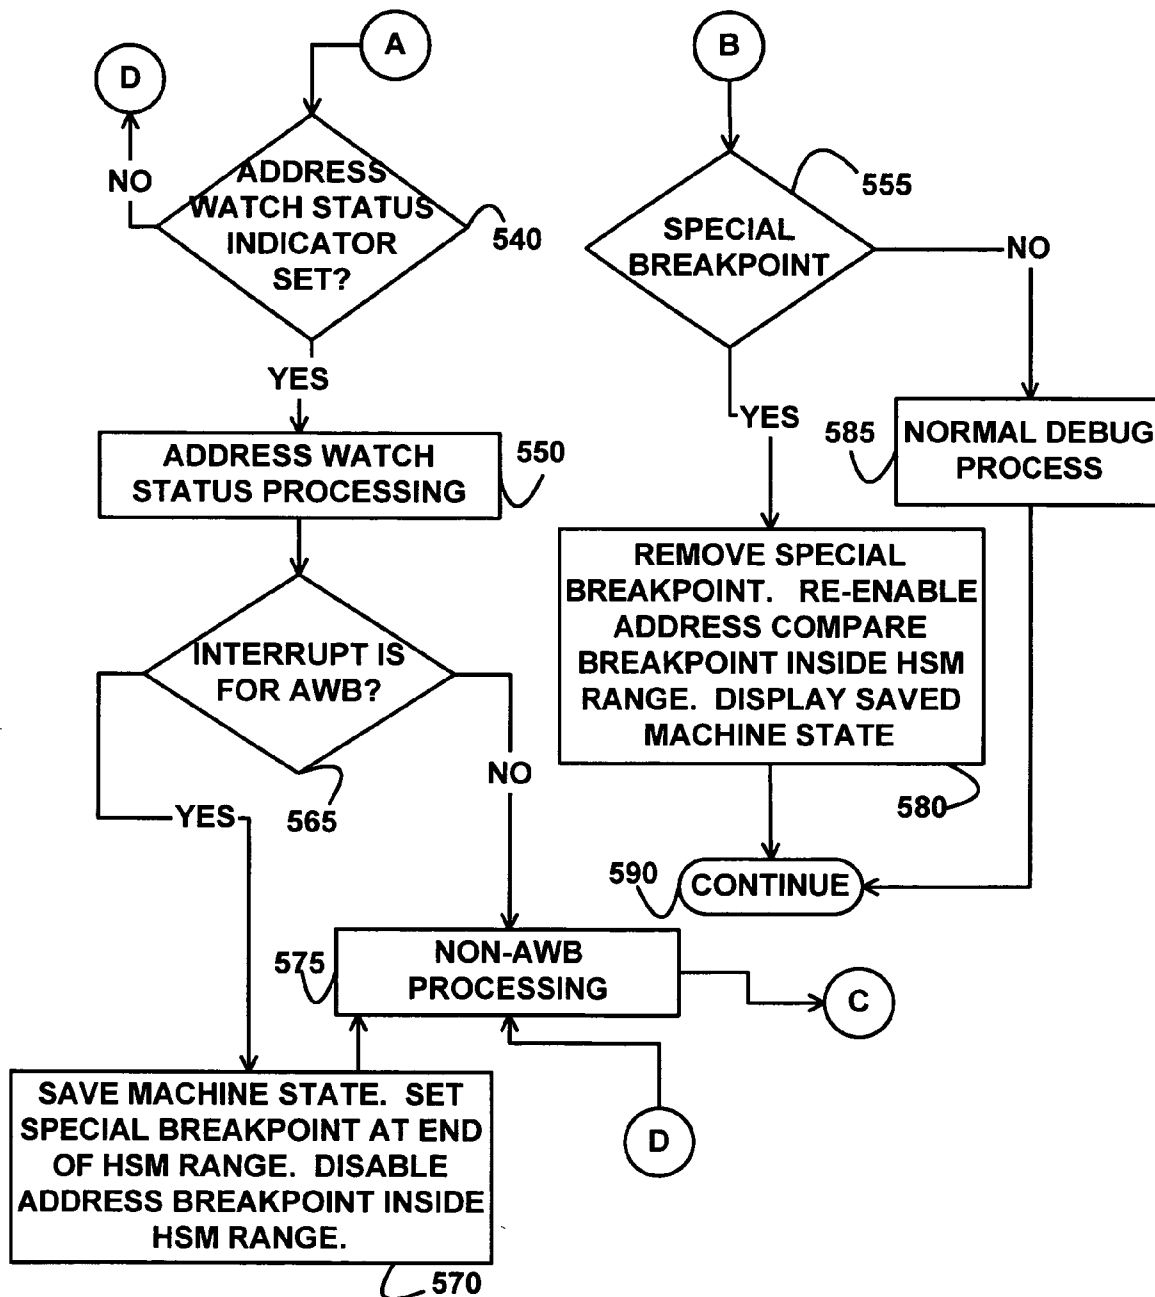 A
D
NO
ADDRESS
WATCH STATUS
INDICATOR
SET?
540
YES
ADDRESS WATCH
STATUS PROCESSING
550
INTERRUPT IS
FOR AWB?
565
YES
NO
575
NON-AWB
PROCESSING
C
D
SAVE MACHINE STATE. SET
SPECIAL BREAKPOINT AT END
OF HSM RANGE. DISABLE
ADDRESS BREAKPOINT INSIDE
HSM RANGE.
570
B
555
SPECIAL
BREAKPOINT
NO
YES
585
NORMAL DEBUG
PROCESS
REMOVE SPECIAL
BREAKPOINT. RE-ENABLE
ADDRESS COMPARE
BREAKPOINT INSIDE HSM
RANGE. DISPLAY SAVED
MACHINE STATE
580
590
CONTINUE